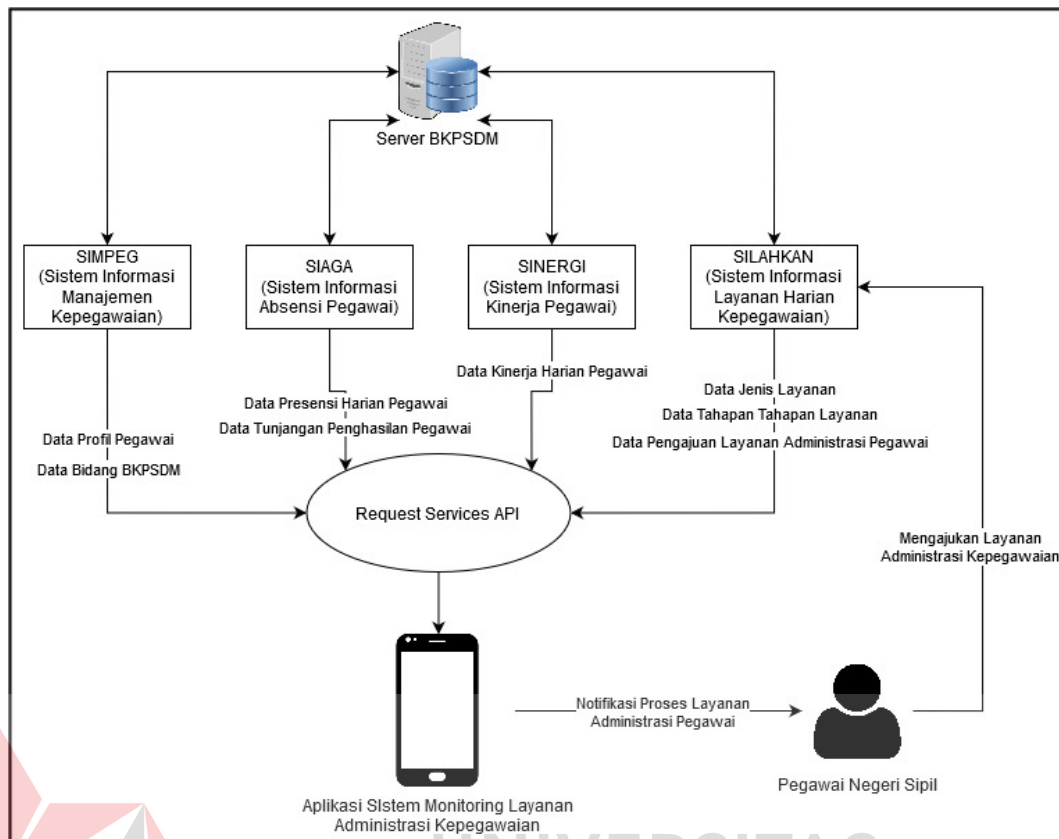 Server BKPSDM
SIMPEG
(Sistem Informasi
Manajemen
Kepegawaian)
SIAGA
(Sistem Informasi
Absensi Pegawai)
SINERGI
(Sistem Informasi
Kinerja Pegawai)
SILAHKAN
(Sistem Informasi
Layanan Harian
Kepegawaian)
Data Profil Pegawai
Data Bidang BKPSDM
Data Presensi Harian Pegawai
Data Tunjangan Penghasilan Pegawai
Data Kinerja Harian Pegawai
Data Jenis Layanan
Data Tahapan Tahapan Layanan
Data Pengajuan Layanan Administrasi Pegawai
Request Services API
Mengajukan Layanan
Administrasi Kepegawaian
Notifikasi Proses Layanan
Administrasi Pegawai
Pegawai Negeri Sipil
Aplikasi SIstem Monitoring Layanan
Administrasi Kepegawaian
UNIVERSITAS